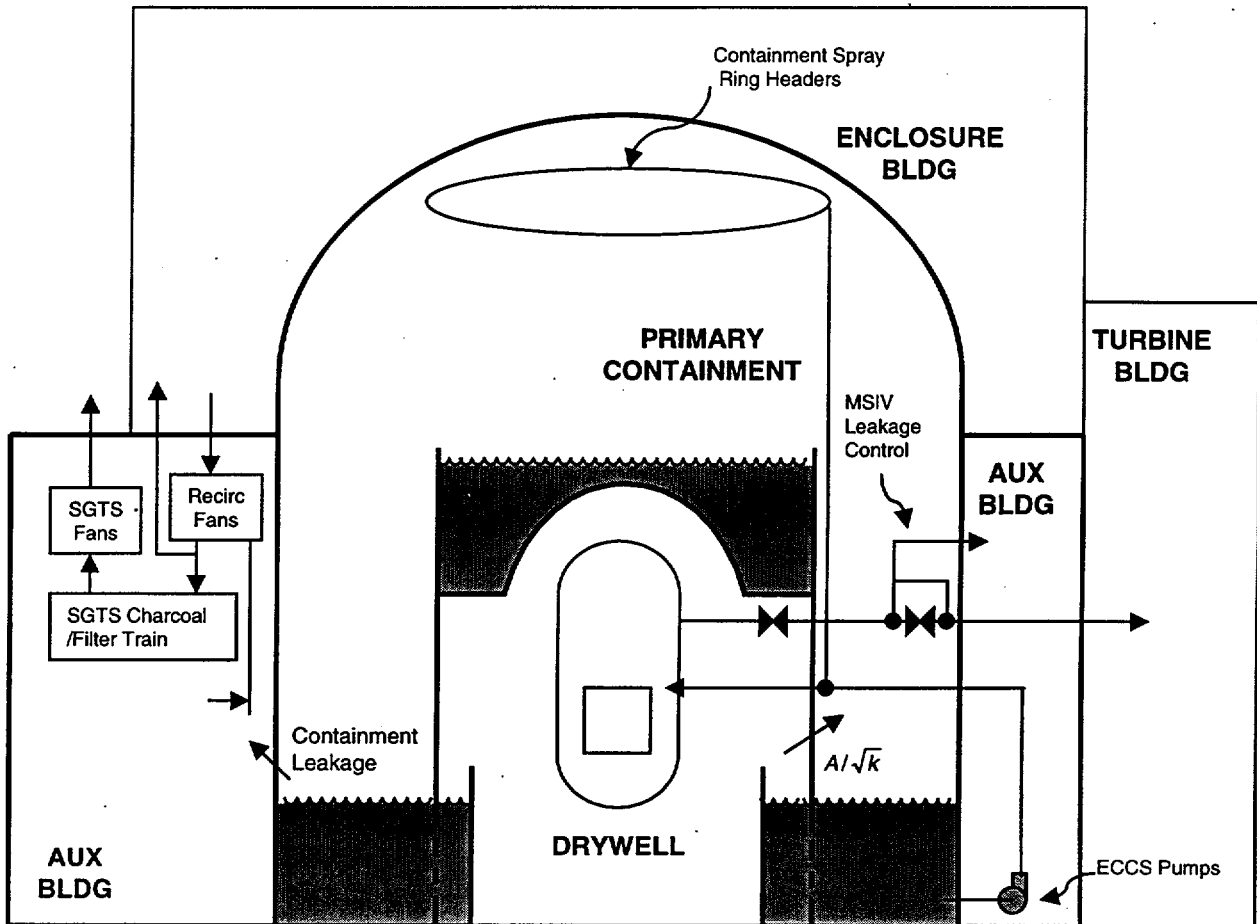 Containment Spray
Ring Headers
ENCLOSURE
BLDG
PRIMARY
CONTAINMENT
TURBINE
BLDG
MSIV
Leakage
Control
AUX
BLDG
SGTS
Fans
Recirc
Fans
SGTS Charcoal
/Filter Train
Containment
Leakage
A/√k
DRYWELL
AUX
BLDG
ECCS Pumps